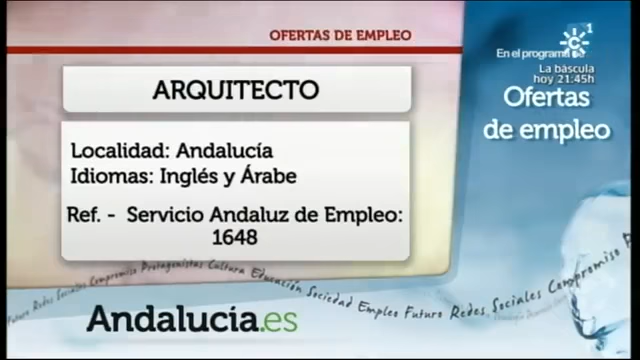 OFERTAS DE EMPLEO
ARQUITECTO
Localidad: Andalucía
Idiomas: Inglés y Árabe
Ref. - Servicio Andaluz de Empleo:
1648
1
En el programa de
La báscula
hoy 21:45h
Ofertas
de empleo
Futuro Redes Sociales Compromiso Protagonistas Cultura Educación Sociedad Empleo Futuro Redes Sociales Compromiso
Andalucía.es